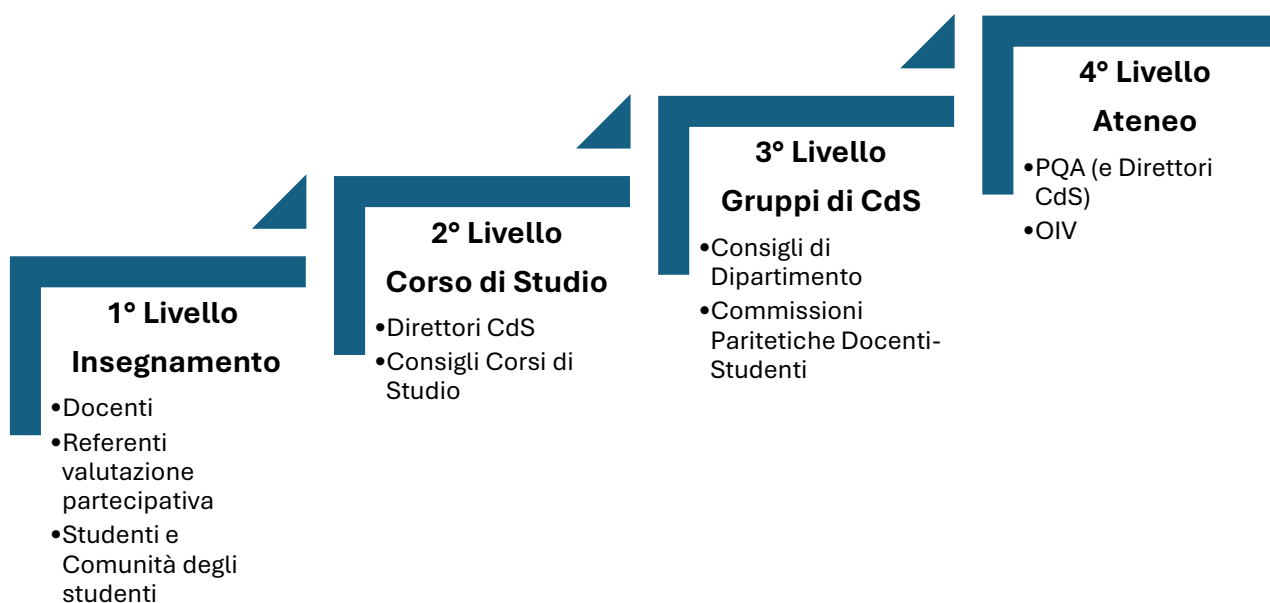 1° Livello
Insegnamento
•Docenti
•Referenti
valutazione
partecipativa
•Studenti e
Comunità degli
studenti
2° Livello
Corso di Studio
•Direttori CdS
•Consigli Corsi di
Studio
3° Livello
Gruppi di CdS
•Consigli di
Dipartimento
•Commissioni
Paritetiche Docenti-
Studenti
4° Livello
Ateneo
•PQA (e Direttori
CdS)
•OIV